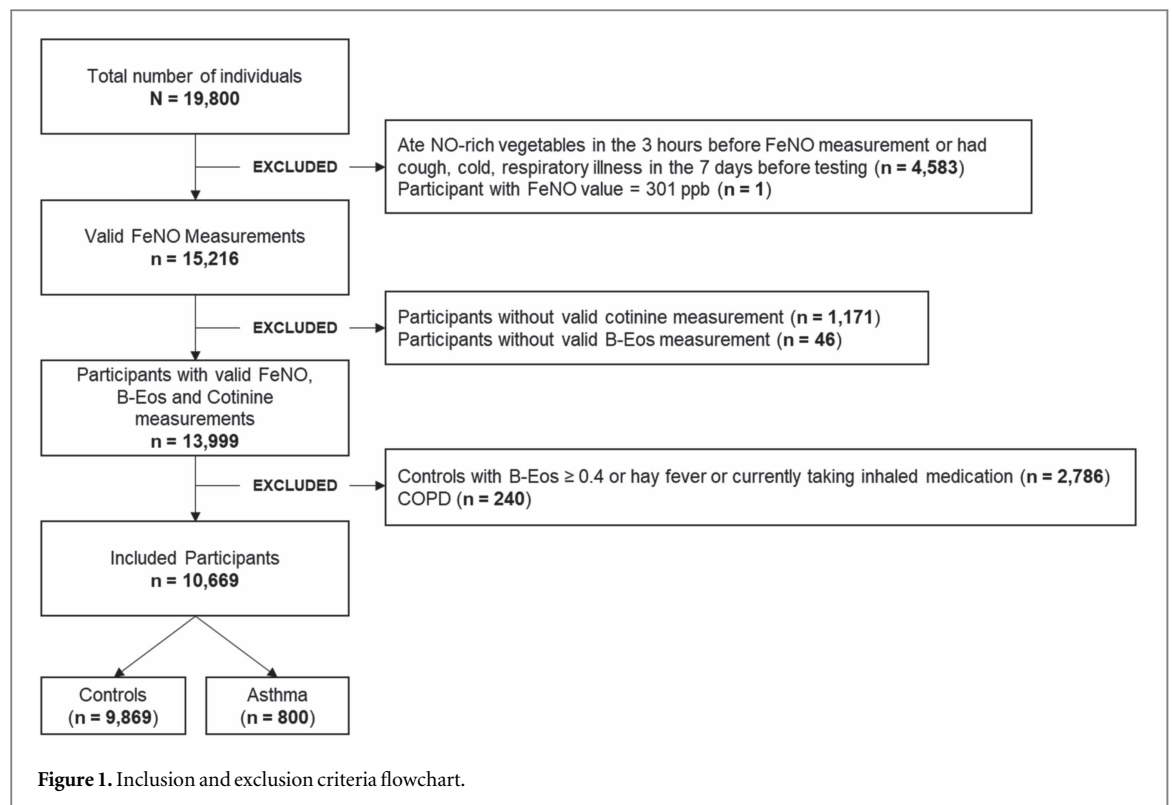 Total number of individuals
N = 19,800
EXCLUDED
Ate NO-rich vegetables in the 3 hours before FeNO measurement or had
cough, cold, respiratory illness in the 7 days before testing (n = 4,583)
Participant with FeNO value = 301 ppb (n = 1)
Valid FeNO Measurements
n = 15,216
EXCLUDED
Participants without valid cotinine measurement (n = 1,171)
Participants without valid B-Eos measurement (n = 46)
Participants with valid FeNO,
B-Eos and Cotinine
measurements
n = 13,999
EXCLUDED
Controls with B-Eos ≥ 0.4 or hay fever or currently taking inhaled medication (n = 2,786)
COPD (n = 240)
Included Participants
n = 10,669
Controls
(n = 9,869)
Asthma
(n = 800)
Figure 1. Inclusion and exclusion criteria flowchart.